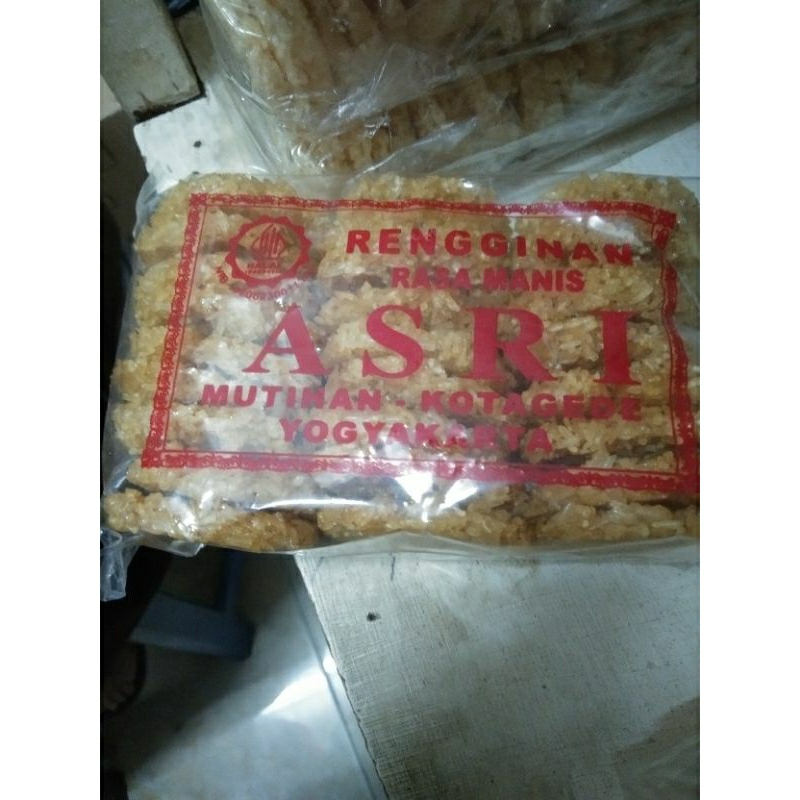 RENGGINAN
RASA MANIS
ASRI
MUTIHAN - KOTAGEDE
YOGYAKARTA